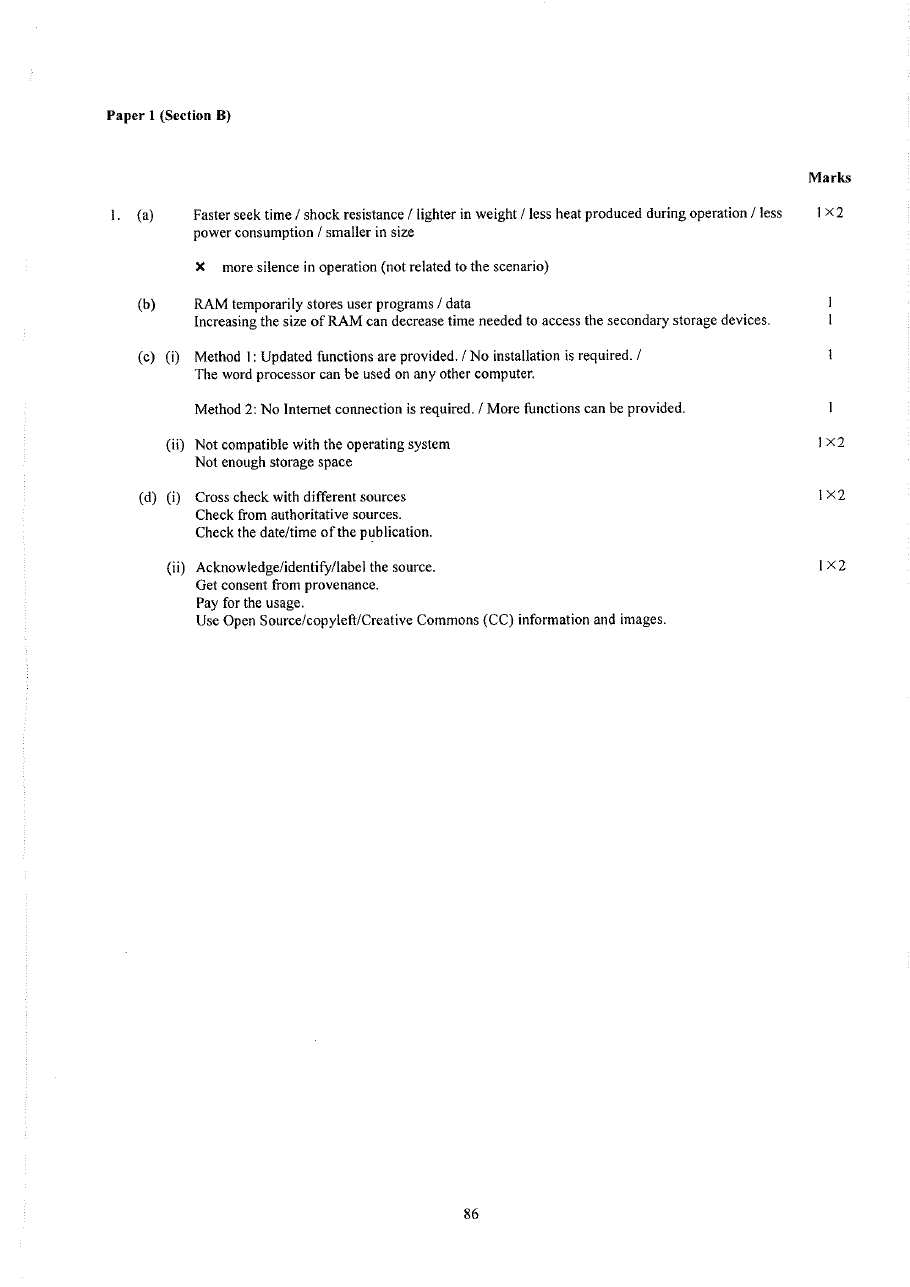 Paper 1 (Section B)
Marks
1. (a) Faster seek time / shock resistance / lighter in weight / less heat produced during operation / less 1×2
power consumption / smaller in size
× more silence in operation (not related to the scenario)
(b) RAM temporarily stores user programs / data 1
Increasing the size of RAM can decrease time needed to access the secondary storage devices. 1
(c) (i) Method 1: Updated functions are provided. / No installation is required. / 1
The word processor can be used on any other computer.
Method 2: No Internet connection is required. / More functions can be provided. 1
(ii) Not compatible with the operating system 1×2
Not enough storage space
(d) (i) Cross check with different sources 1×2
Check from authoritative sources.
Check the date/time of the publication.
(ii) Acknowledge/identify/label the source. 1×2
Get consent from provenance.
Pay for the usage.
Use Open Source/copyleft/Creative Commons (CC) information and images.
86